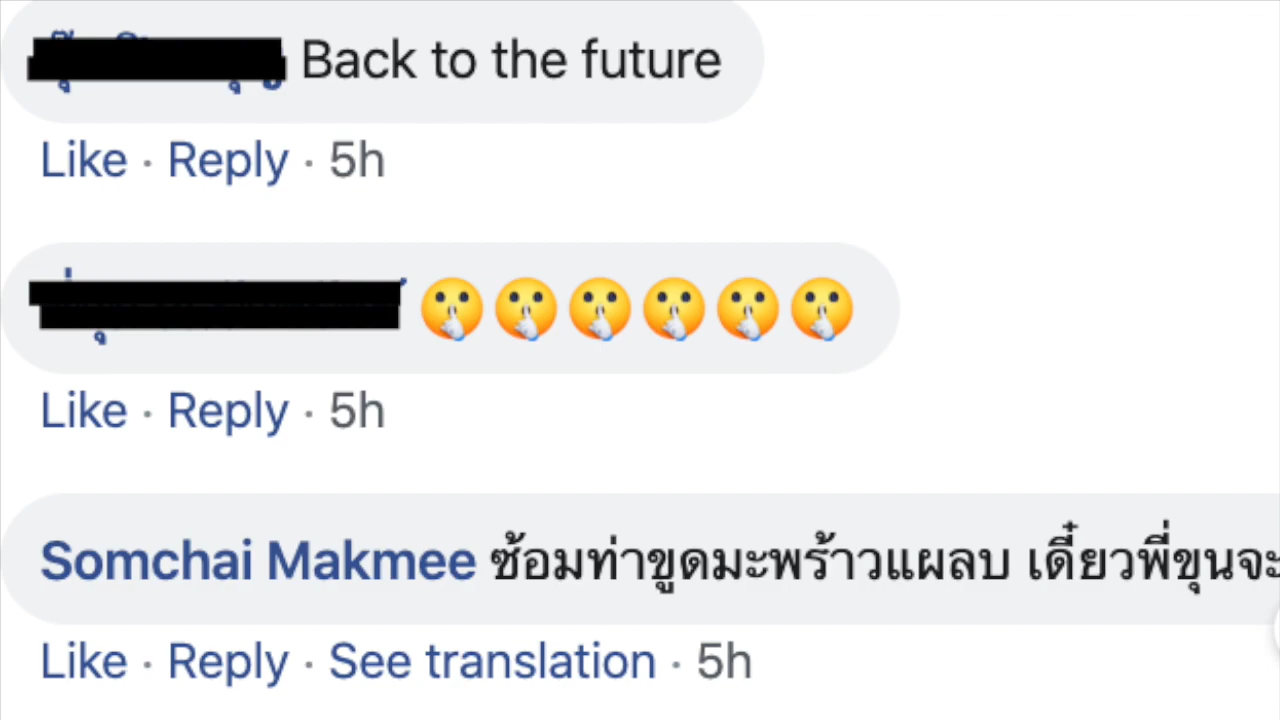 Back to the future
Like · Reply · 5h
🤫🤫🤫🤫🤫🤫
Like · Reply · 5h
Somchai Makmee ซ้อมท่าขูดมะพร้าวแผลบ เดี๋ยวพี่ขุนจะ
Like · Reply · See translation · 5h